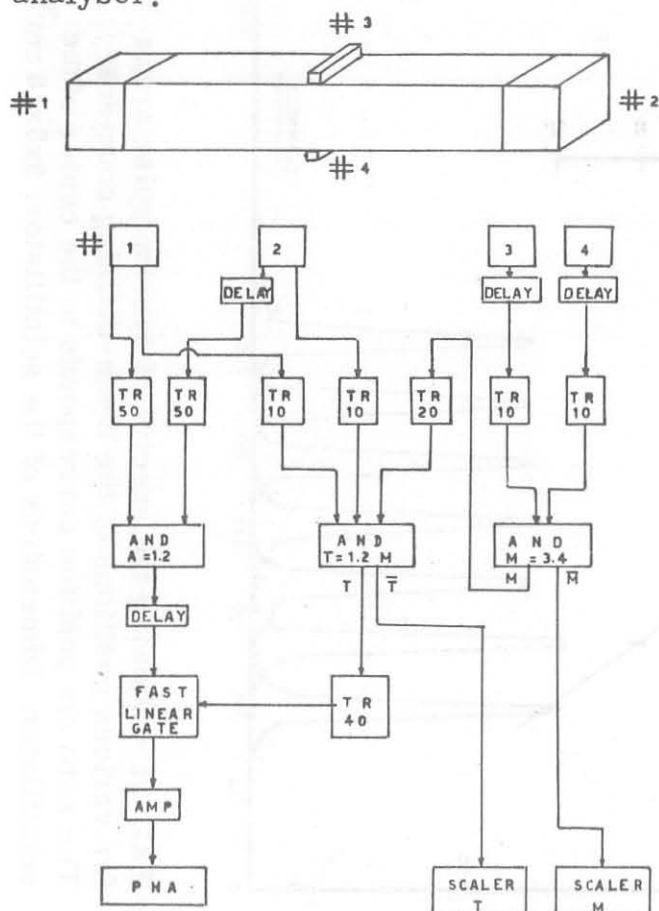 analyser.
# 3
# 1
# 2
# 4
# 1 2 3 4
DELAY DELAY DELAY
TR 50 TR 50 TR 10 TR 10 TR 20 TR 10 TR 10
AND
A = 1.2
AND
T = 1.2 M
T T̅
AND
M = 3.4
M M̅
DELAY
FAST
LINEAR
GATE
TR
40
AMP
PHA
SCALER
T
SCALER
M